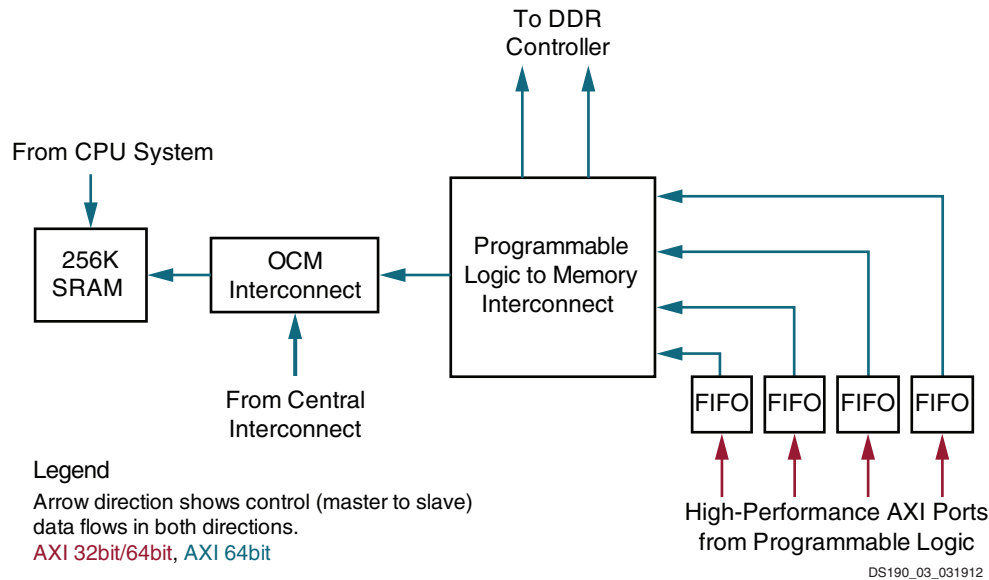 To DDR
Controller
From CPU System
256K
SRAM
OCM
Interconnect
Programmable
Logic to Memory
Interconnect
FIFO
FIFO
FIFO
FIFO
From Central
Interconnect
Legend
Arrow direction shows control (master to slave)
data flows in both directions.
AXI 32bit/64bit, AXI 64bit
High-Performance AXI Ports
from Programmable Logic
DS190_03_031912